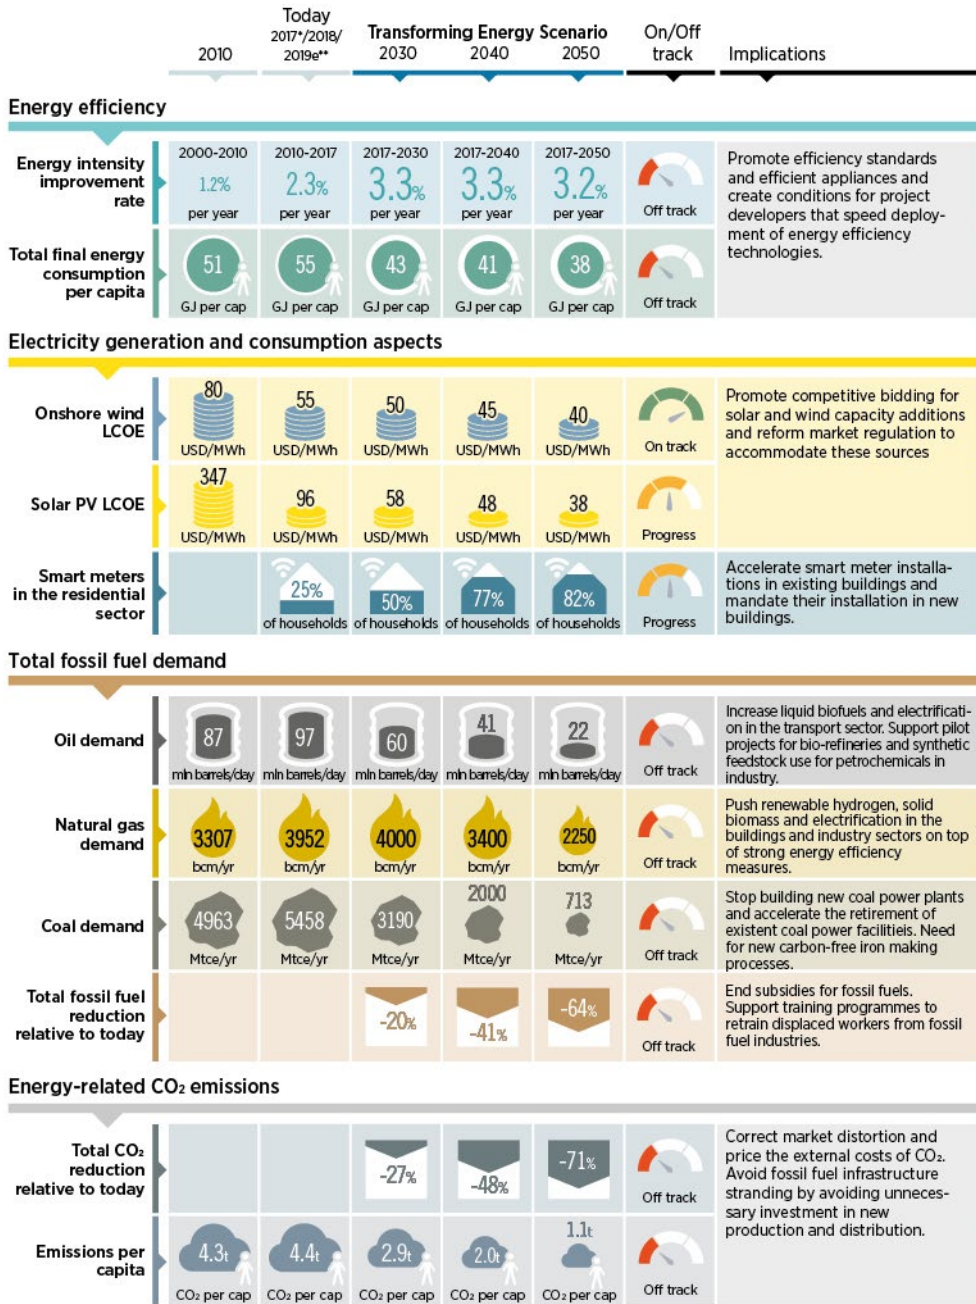 2010
Today
2017*/2018/
2019e**
Transforming Energy Scenario
2030 2040 2050
On/Off
track
Implications
Energy efficiency
Energy intensity
improvement
rate
2000-2010
1.2%
per year
2010-2017
2.3%
per year
2017-2030
3.3%
per year
2017-2040
3.3%
per year
2017-2050
3.2%
per year
Off track
Promote efficiency standards
and efficient appliances and
create conditions for project
developers that speed deploy-
ment of energy efficiency
technologies.
Total final energy
consumption
per capita
51
GJ per cap
55
GJ per cap
43
GJ per cap
41
GJ per cap
38
GJ per cap
Off track
Electricity generation and consumption aspects
Onshore wind
LCOE
80
USD/MWh
55
USD/MWh
50
USD/MWh
45
USD/MWh
40
USD/MWh
On track
Promote competitive bidding for
solar and wind capacity additions
and reform market regulation to
accommodate these sources
Solar PV LCOE
347
USD/MWh
96
USD/MWh
58
USD/MWh
48
USD/MWh
38
USD/MWh
Progress
Smart meters
in the residential
sector
25%
of households
50%
of households
77%
of households
82%
of households
Progress
Accelerate smart meter installa-
tions in existing buildings and
mandate their installation in new
buildings.
Total fossil fuel demand
Oil demand
87
mln barrels/day
97
mln barrels/day
60
mln barrels/day
41
mln barrels/day
22
mln barrels/day
Off track
Increase liquid biofuels and electrificati-
on in the transport sector. Support pilot
projects for bio-refineries and synthetic
feedstock use for petrochemicals in
industry.
Natural gas
demand
3307
bcm/yr
3952
bcm/yr
4000
bcm/yr
3400
bcm/yr
2250
bcm/yr
Off track
Push renewable hydrogen, solid
biomass and electrification in the
buildings and industry sectors on top
of strong energy efficiency
measures.
Coal demand
4963
Mtce/yr
5458
Mtce/yr
3190
Mtce/yr
2000
Mtce/yr
713
Mtce/yr
Off track
Stop building new coal power plants
and accelerate the retirement of
existent coal power facilitieis. Need
for new carbon-free iron making
processes.
Total fossil fuel
reduction
relative to today
-20%
-41%
-64%
Off track
End subsidies for fossil fuels.
Support training programmes to
retrain displaced workers from fossil
fuel industries.
Energy-related CO₂ emissions
Total CO₂
reduction
relative to today
-27%
-48%
-71%
Off track
Correct market distortion and
price the external costs of CO₂.
Avoid fossil fuel infrastructure
stranding by avoiding unneces-
sary investment in new
production and distribution.
Emissions per
capita
4.3t
CO₂ per cap
4.4t
CO₂ per cap
2.9t
CO₂ per cap
2.0t
CO₂ per cap
1.1t
CO₂ per cap
Off track